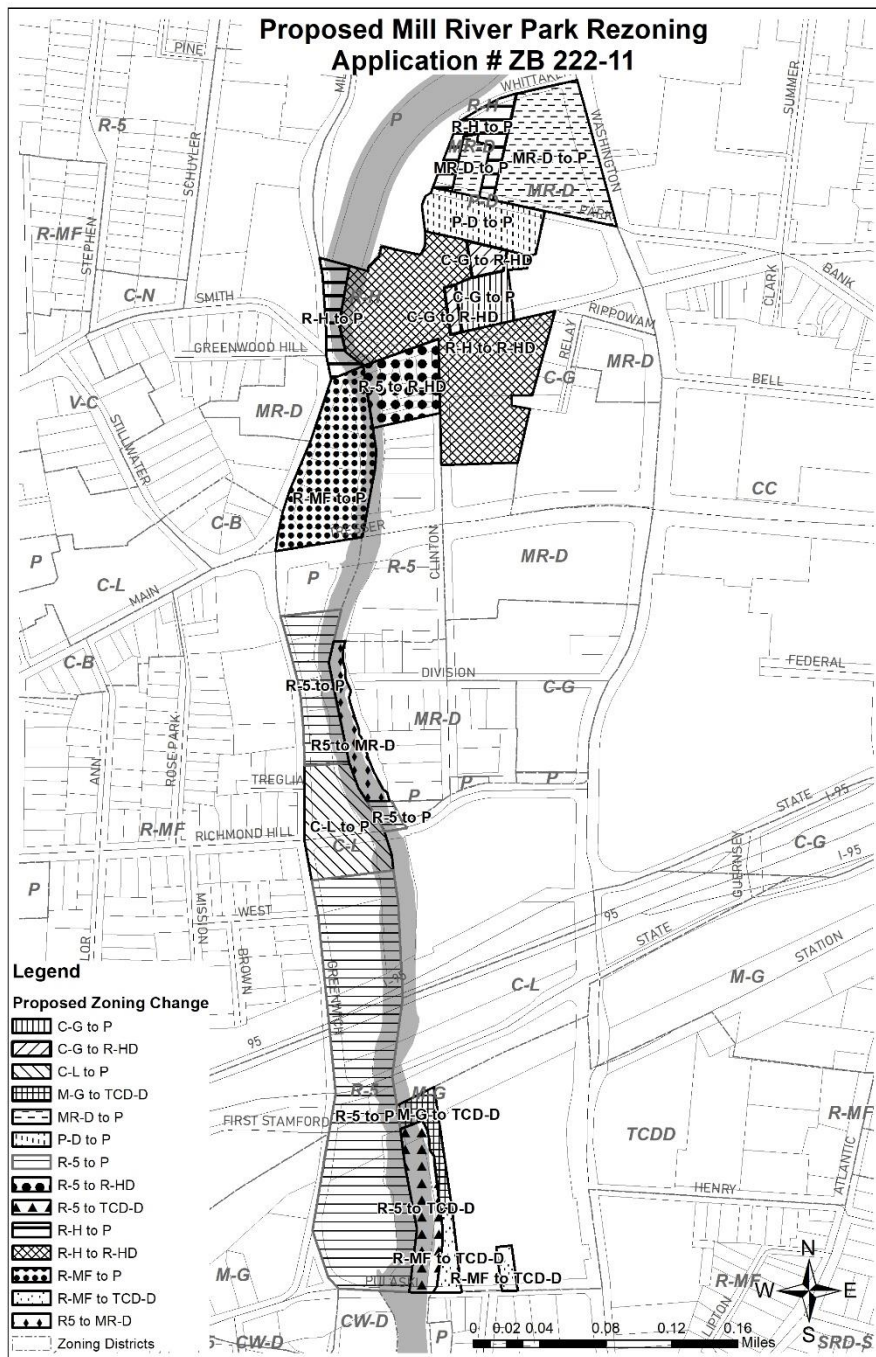 Proposed Mill River Park Rezoning
Application # ZB 222-11
PINE
MIL
WHITTAKER
SUMMER
R-5
SCHUYLER
P
R-H
R-H to P
WASHINGTON
MR-D
MR-D to P
MR-D to P
MR-D
R-MF
STEPHEN
P-D
PARK
P-D to P
C-G to R-HD
CLARK
BANK
C-N
SMITH
R-H
C-G to P
R-H to P
C-G to R-HD
RIPPOWAM
GREENWOOD HILL
R-H to R-HD
RELAY
MR-D
V-C
R-5 to R-HD
C-G
BELL
STILLWATER
MR-D
R-MF to P
CC
C-B
TRESSER
P
R-5
CLINTON
MR-D
C-L
MAIN
P
C-B
DIVISION
FEDERAL
R-5 to P
C-G
ROSE PARK
ANN
MR-D
R5 to MR-D
TREGLIA
P
P
P
R-5 to P
STATE
I-95
R-MF
RICHMOND HILL
C-L to P
C-L
C-G
P
GUERNSEY
I-95
MISSION
WEST
95
STATE
LOR
BROWN
STATION
GREENWICH
I-95
C-L
M-G
95
R-5
M-G
FIRST STAMFORD
R-5 to P
M-G to TCD-D
TCDD
R-MF
ATLANTIC
HENRY
R-5 to TCD-D
R-MF to TCD-D
R-MF to TCD-D
M-G
PULASKI
R-MF
LIPTON
5
CW-D
CW-D
P
SRD-S
Legend
Proposed Zoning Change
C-G to P
C-G to R-HD
C-L to P
M-G to TCD-D
MR-D to P
P-D to P
R-5 to P
R-5 to R-HD
R-5 to TCD-D
R-H to P
R-H to R-HD
R-MF to P
R-MF to TCD-D
R5 to MR-D
Zoning Districts
N
W E
S
0 0.02 0.04 0.08 0.12 0.16
Miles